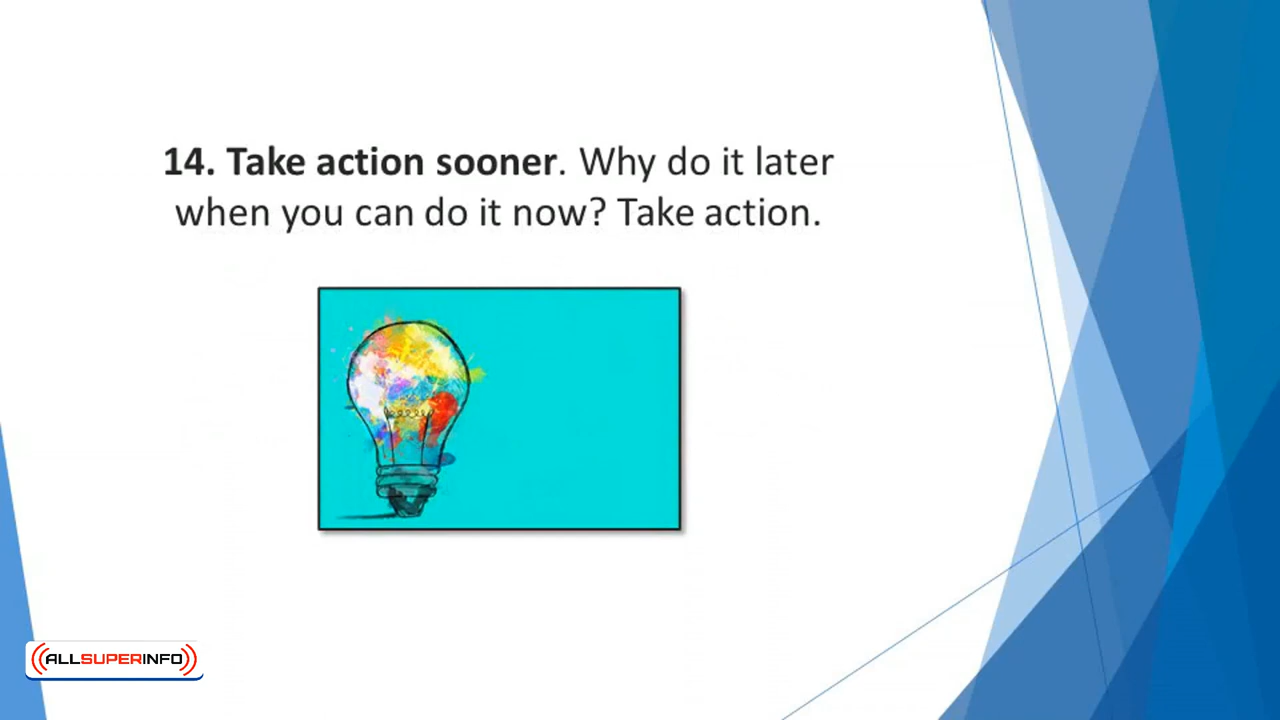 14. Take action sooner. Why do it later
when you can do it now? Take action.
ALLSUPERINFO